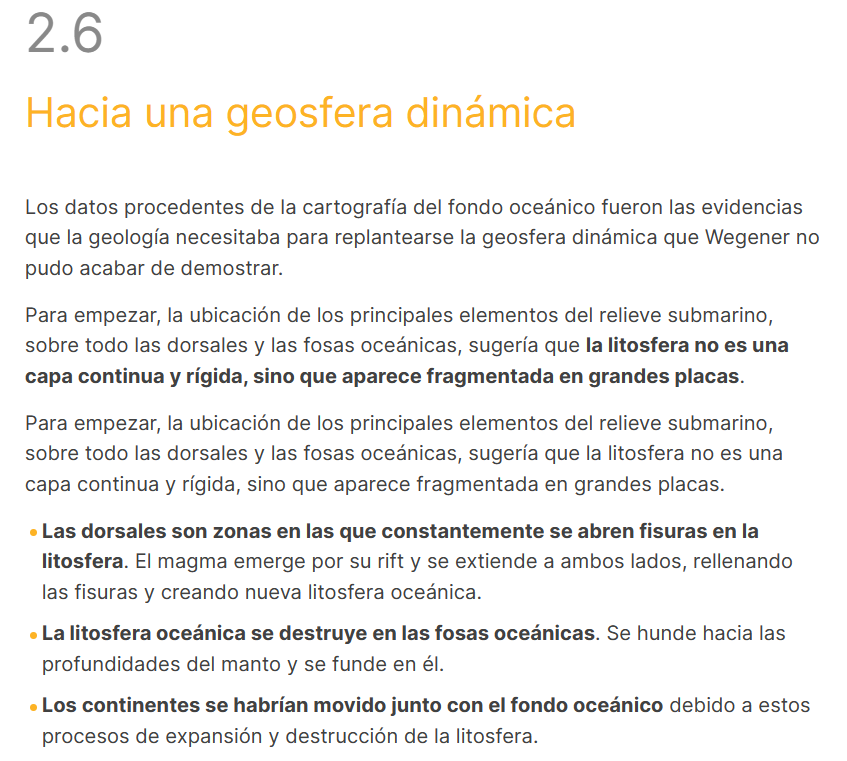 2.6
Hacia una geosfera dinámica
Los datos procedentes de la cartografía del fondo oceánico fueron las evidencias
que la geología necesitaba para replantearse la geosfera dinámica que Wegener no
pudo acabar de demostrar.
Para empezar, la ubicación de los principales elementos del relieve submarino,
sobre todo las dorsales y las fosas oceánicas, sugería que la litosfera no es una
capa continua y rígida, sino que aparece fragmentada en grandes placas.
Para empezar, la ubicación de los principales elementos del relieve submarino,
sobre todo las dorsales y las fosas oceánicas, sugería que la litosfera no es una
capa continua y rígida, sino que aparece fragmentada en grandes placas.
• Las dorsales son zonas en las que constantemente se abren fisuras en la
litosfera. El magma emerge por su rift y se extiende a ambos lados, rellenando
las fisuras y creando nueva litosfera oceánica.
• La litosfera oceánica se destruye en las fosas oceánicas. Se hunde hacia las
profundidades del manto y se funde en él.
• Los continentes se habrían movido junto con el fondo oceánico debido a estos
procesos de expansión y destrucción de la litosfera.